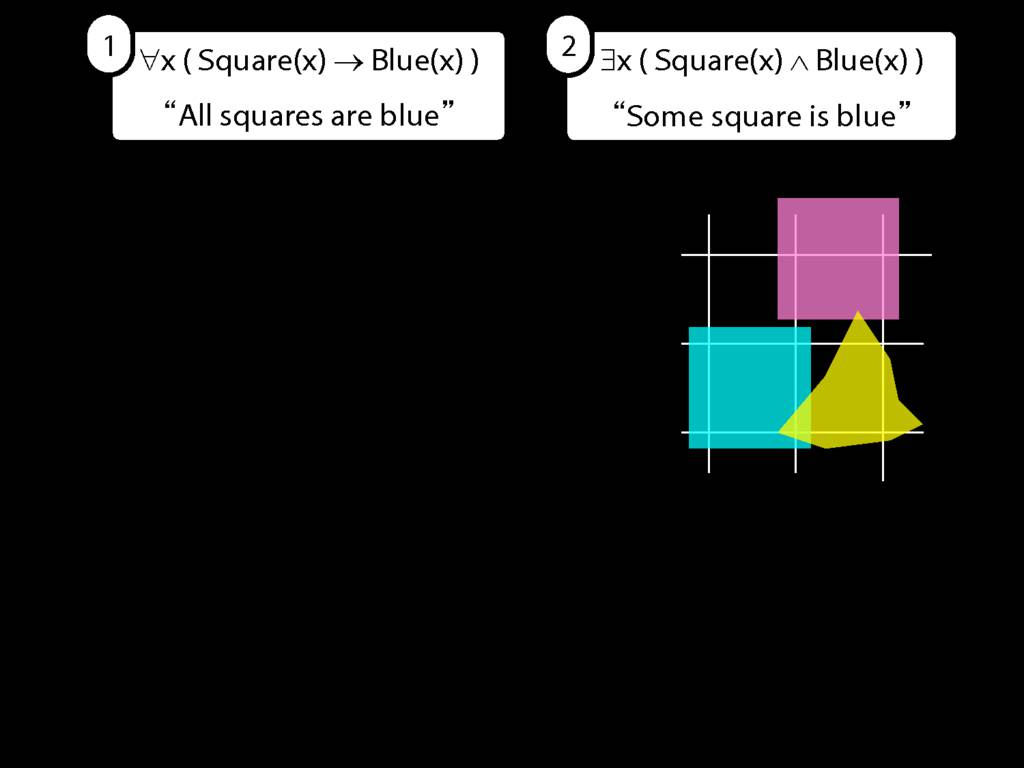 1
∀x ( Square(x) → Blue(x) )
“All squares are blue”
2
∃x ( Square(x) ∧ Blue(x) )
“Some square is blue”